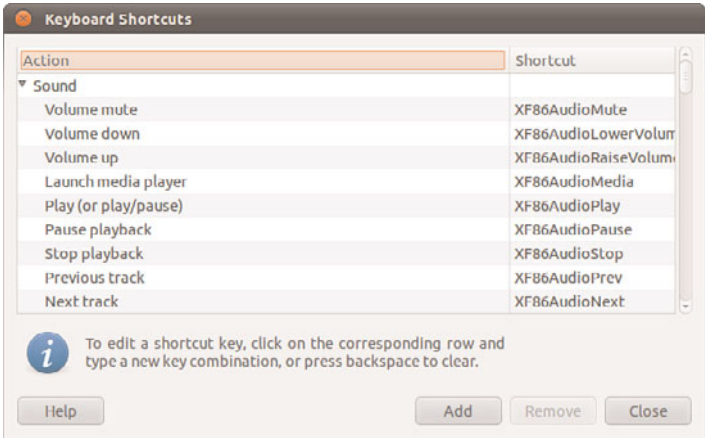 Keyboard Shortcuts
Action Shortcut
Sound
Volume mute XF86AudioMute
Volume down XF86AudioLowerVolum
Volume up XF86AudioRaiseVolum
Launch media player XF86AudioMedia
Play (or play/pause) XF86AudioPlay
Pause playback XF86AudioPause
Stop playback XF86AudioStop
Previous track XF86AudioPrev
Next track XF86AudioNext
To edit a shortcut key, click on the corresponding row and
type a new key combination, or press backspace to clear.
Help Add Remove Close